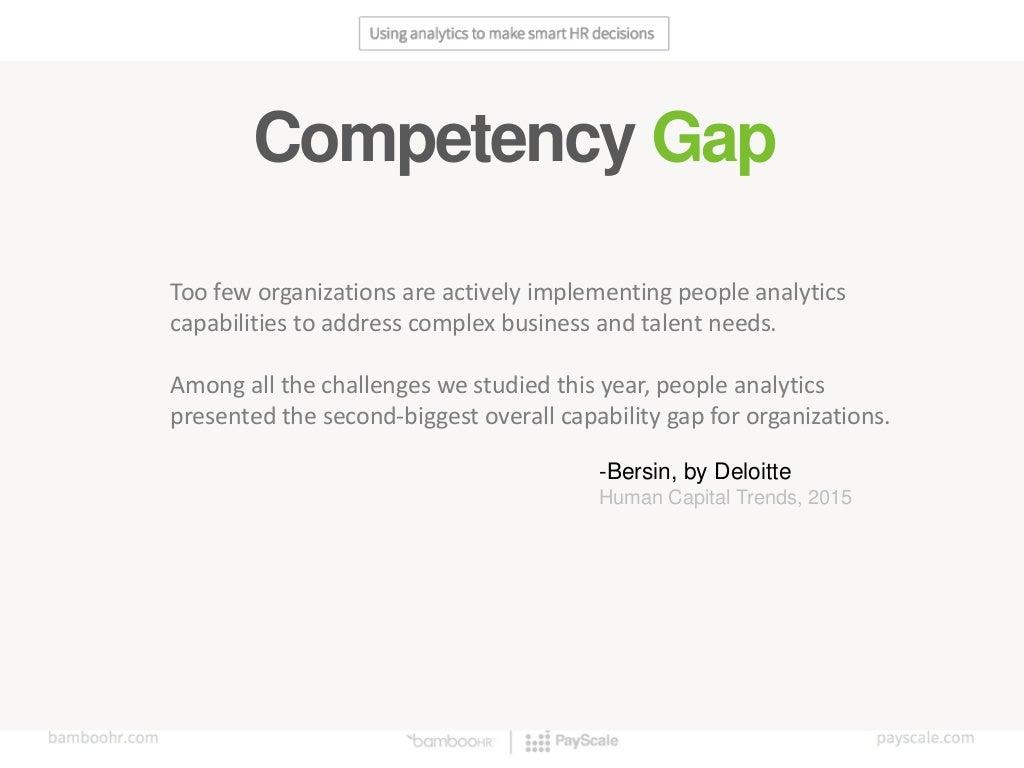 Using analytics to make smart HR decisions
Competency Gap
Too few organizations are actively implementing people analytics
capabilities to address complex business and talent needs.
Among all the challenges we studied this year, people analytics
presented the second-biggest overall capability gap for organizations.
-Bersin, by Deloitte
Human Capital Trends, 2015
bamboohr.com
bambooHR
PayScale
payscale.com